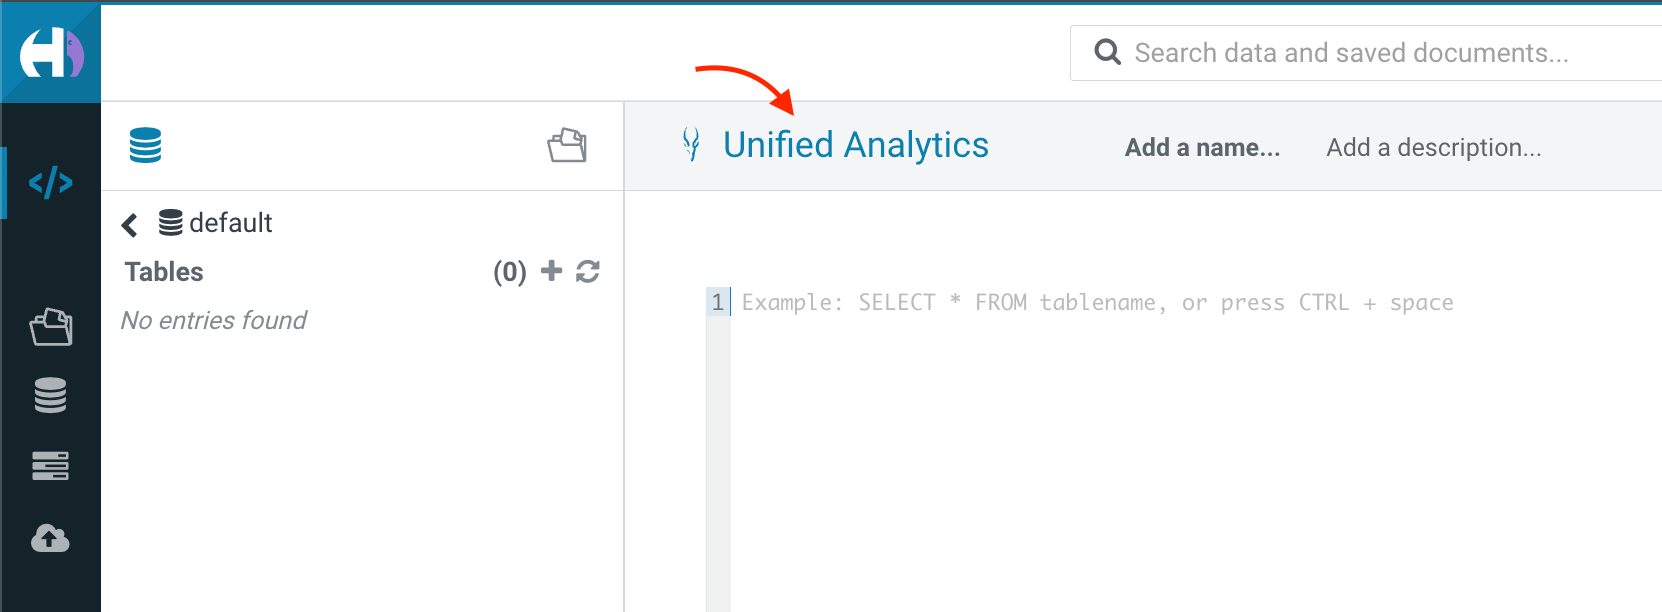 Search data and saved documents...
Unified Analytics Add a name... Add a description...
default
Tables (0)
No entries found
1 Example: SELECT * FROM tablename, or press CTRL + space